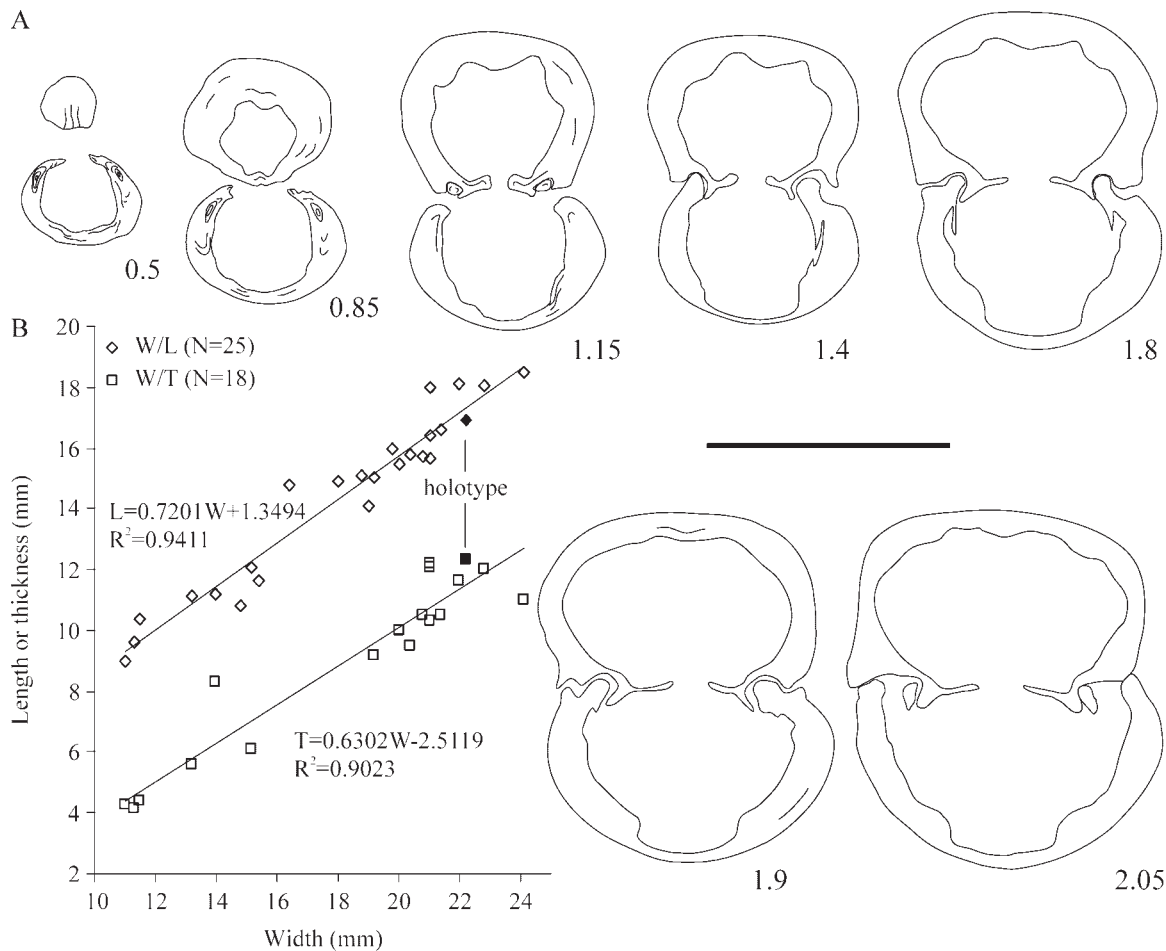 A
0.5
0.85
1.15
1.4
1.8
B
◇ W/L (N=25)
□ W/T (N=18)
holotype
L=0.7201W+1.3494
R²=0.9411
T=0.6302W-2.5119
R²=0.9023
Length or thickness (mm)
20
18
16
14
12
10
8
6
4
2
10 12 14 16 18 20 22 24
Width (mm)
1.9
2.05